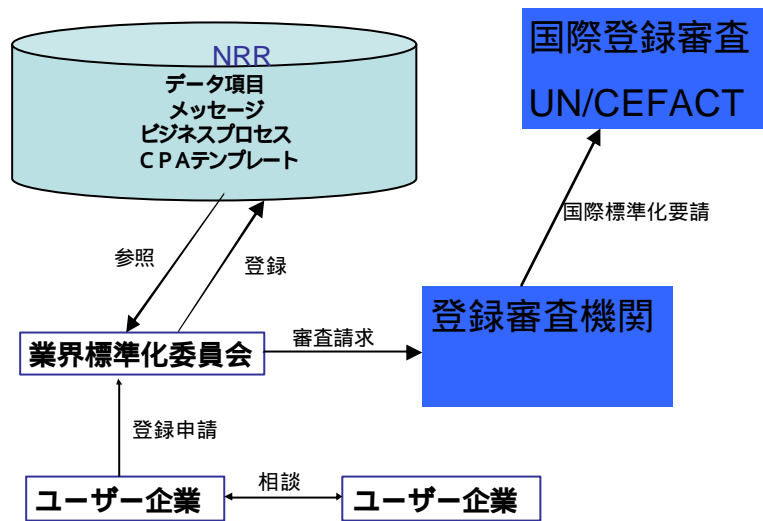 NRR
データ項目
メッセージ
ビジネスプロセス
ＣＰＡテンプレート
国際登録審査
UN/CEFACT
国際標準化要請
参照
登録
登録審査機関
業界標準化委員会
審査請求
登録申請
ユーザー企業
相談
ユーザー企業